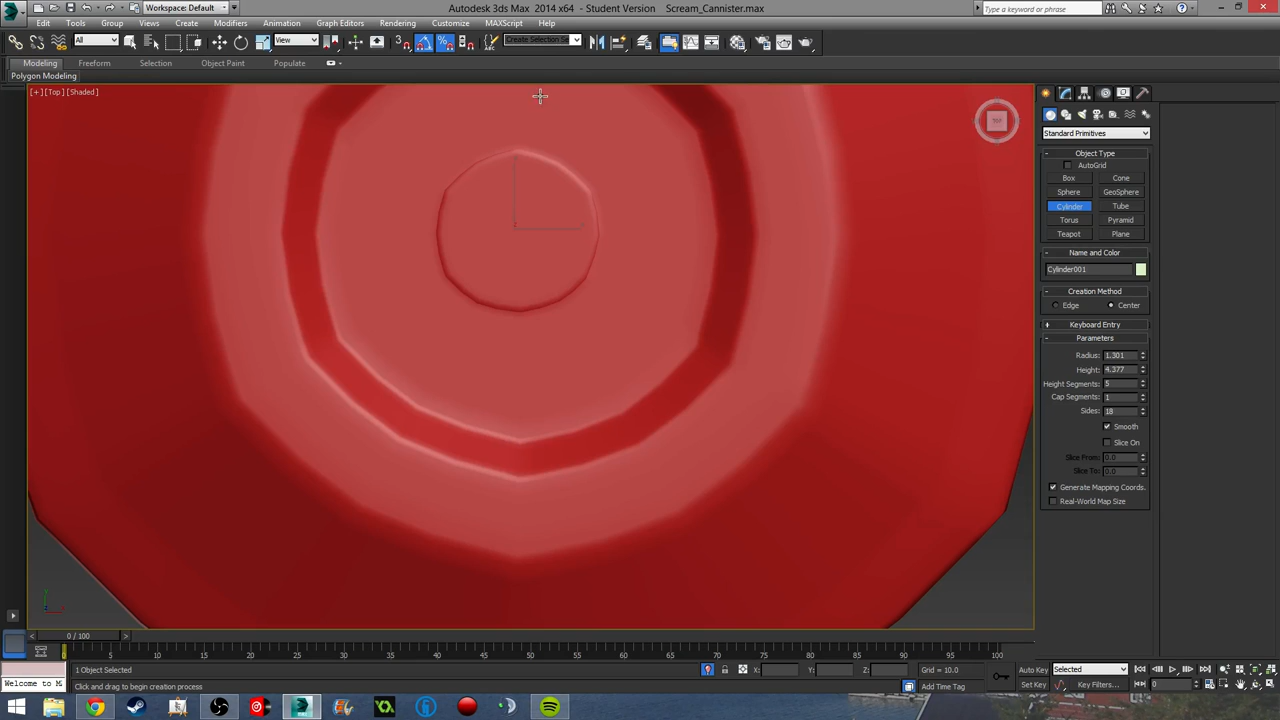 Workspace: Default
Autodesk 3ds Max 2014 x64 - Student Version Scream_Cannister.max
Type a keyword or phrase
Edit Tools Group Views Create Modifiers Animation Graph Editors Rendering Customize MAXScript Help
All View Create Selection Se
Modeling Freeform Selection Object Paint Populate
Polygon Modeling
[+] [Top] [Shaded]
TOP
Standard Primitives
- Object Type
AutoGrid
Box Cone
Sphere GeoSphere
Cylinder Tube
Torus Pyramid
Teapot Plane
- Name and Color
Cylinder001
- Creation Method
Edge Center
+ Keyboard Entry
- Parameters
Radius: 1.301
Height: 4.377
Height Segments: 5
Cap Segments: 1
Sides: 18
Smooth
Slice On
Slice From: 0.0
Slice To: 0.0
Generate Mapping Coords.
Real-World Map Size
< 0 / 100 >
0 5 10 15 20 25 30 35 40 45 50 55 60 65 70 75 80 85 90 95 100
1 Object Selected X: Y: Z: Grid = 10.0 Auto Key Selected
Welcome to M Click and drag to begin creation process Add Time Tag Set Key Key Filters... 0